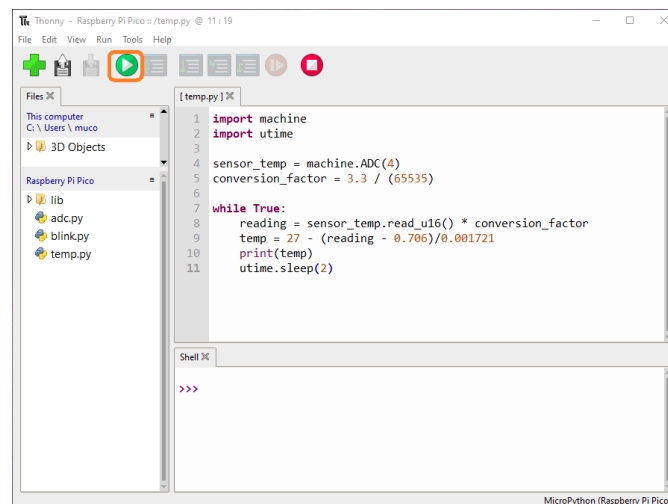 Thonny - Raspberry Pi Pico :: /temp.py @ 11 : 19
File Edit View Run Tools Help
Files
This computer
C: \ Users \ muco
3D Objects
Raspberry Pi Pico
lib
adc.py
blink.py
temp.py
[ temp.py ]
1 import machine
2 import utime
3
4 sensor_temp = machine.ADC(4)
5 conversion_factor = 3.3 / (65535)
6
7 while True:
8     reading = sensor_temp.read_u16() * conversion_factor
9     temp = 27 - (reading - 0.706)/0.001721
10     print(temp)
11     utime.sleep(2)
Shell
>>>
MicroPython (Raspberry Pi Pico